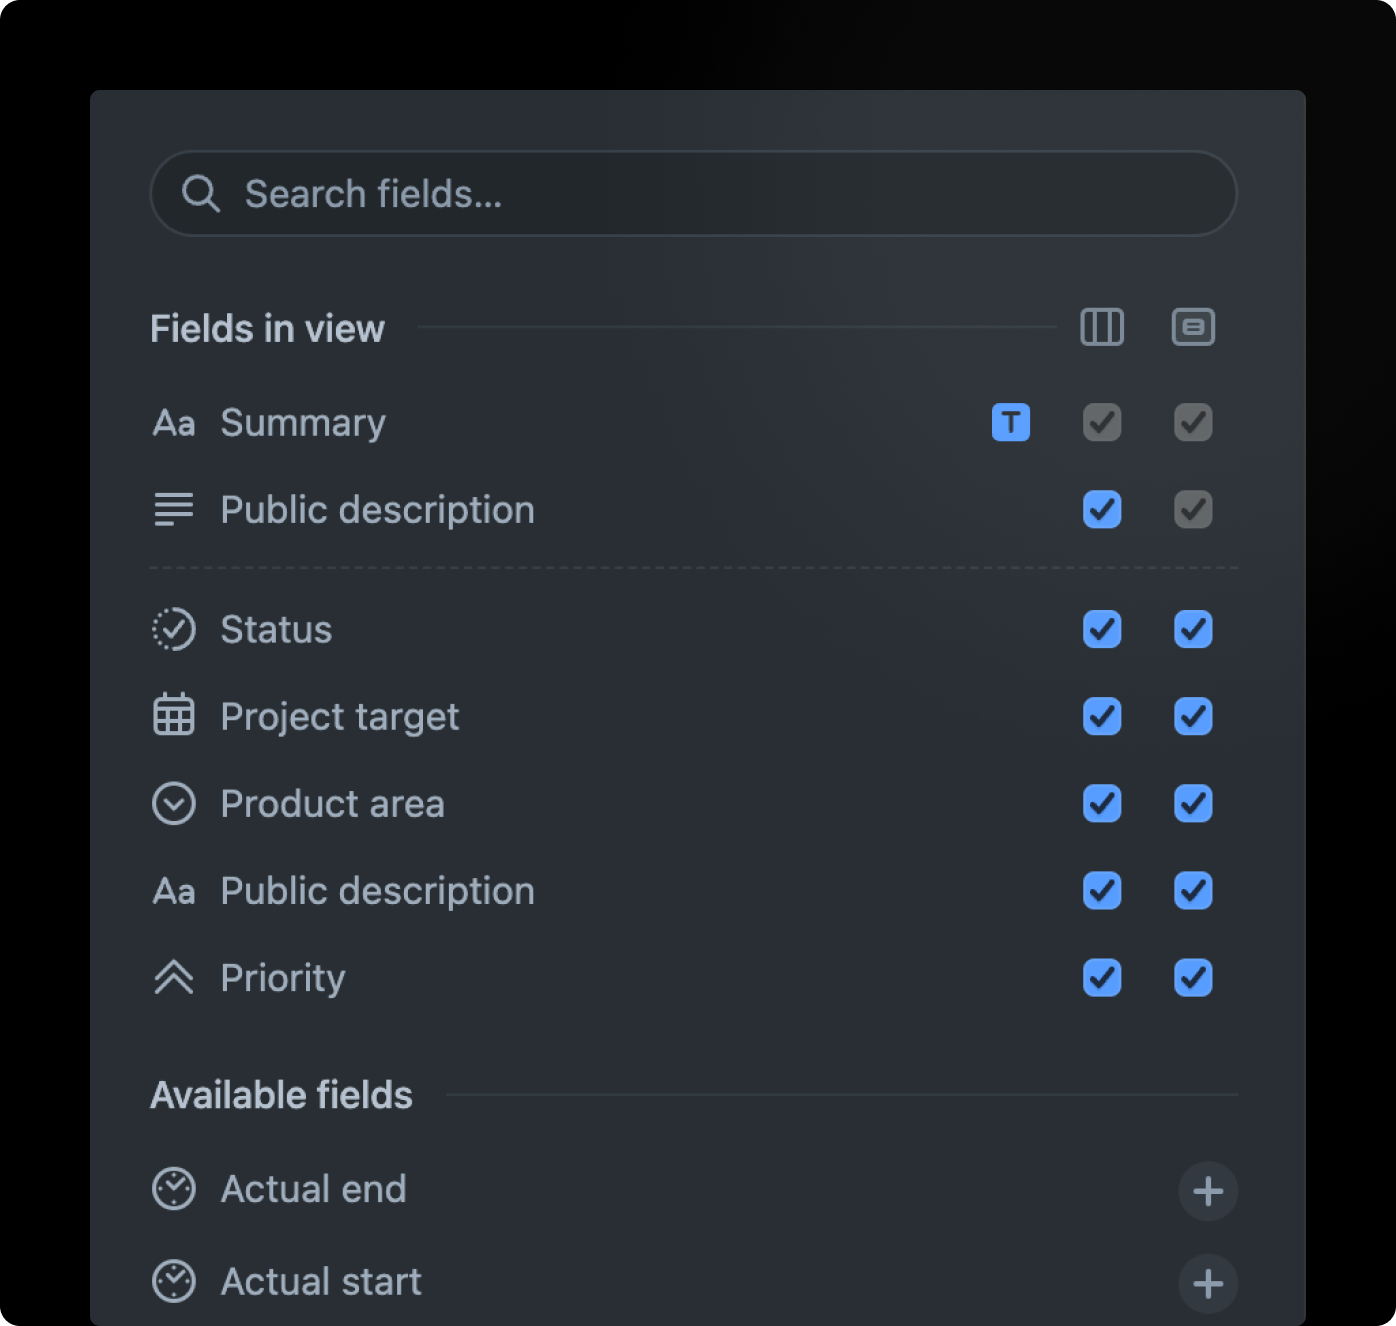 Search fields...
Fields in view
Aa Summary T
Public description
Status
Project target
Product area
Aa Public description
Priority
Available fields
Actual end
Actual start